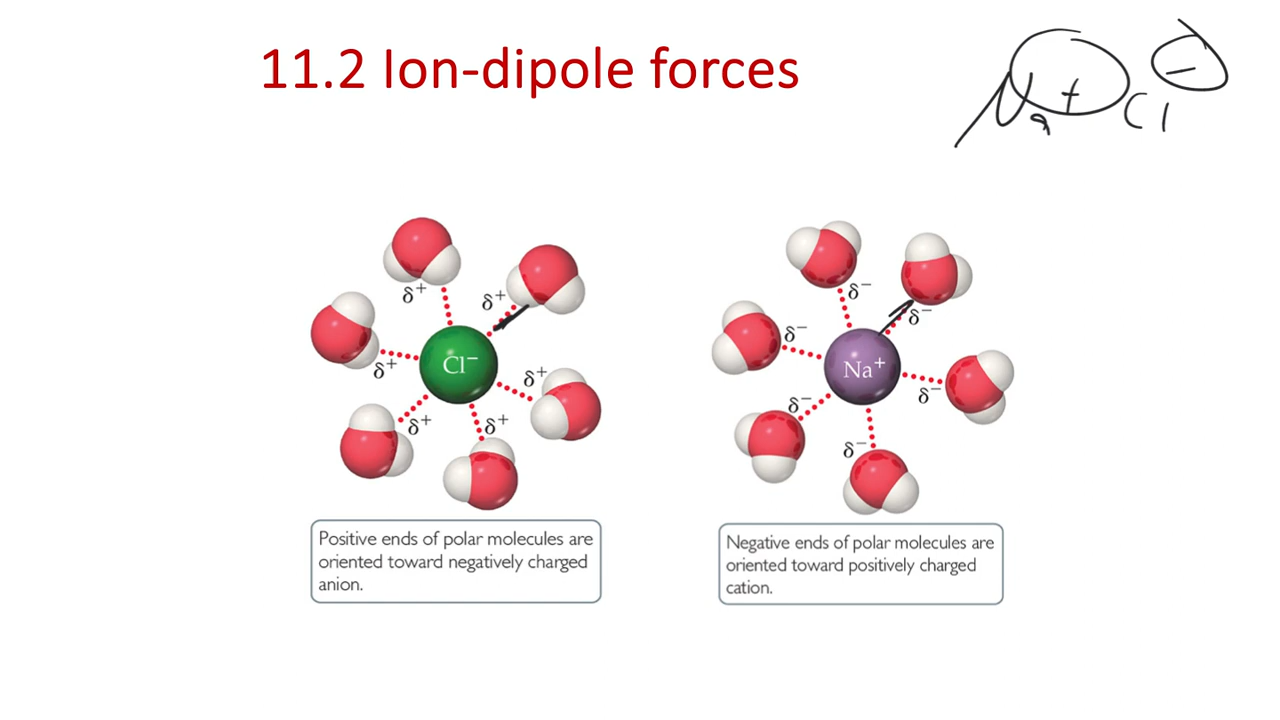 11.2 Ion-dipole forces
Na+ Cl−
δ+
δ+
δ+
δ+
δ+
δ+
Cl−
δ−
δ−
δ−
δ−
δ−
δ−
Na+
Positive ends of polar molecules are
oriented toward negatively charged
anion.
Negative ends of polar molecules are
oriented toward positively charged
cation.